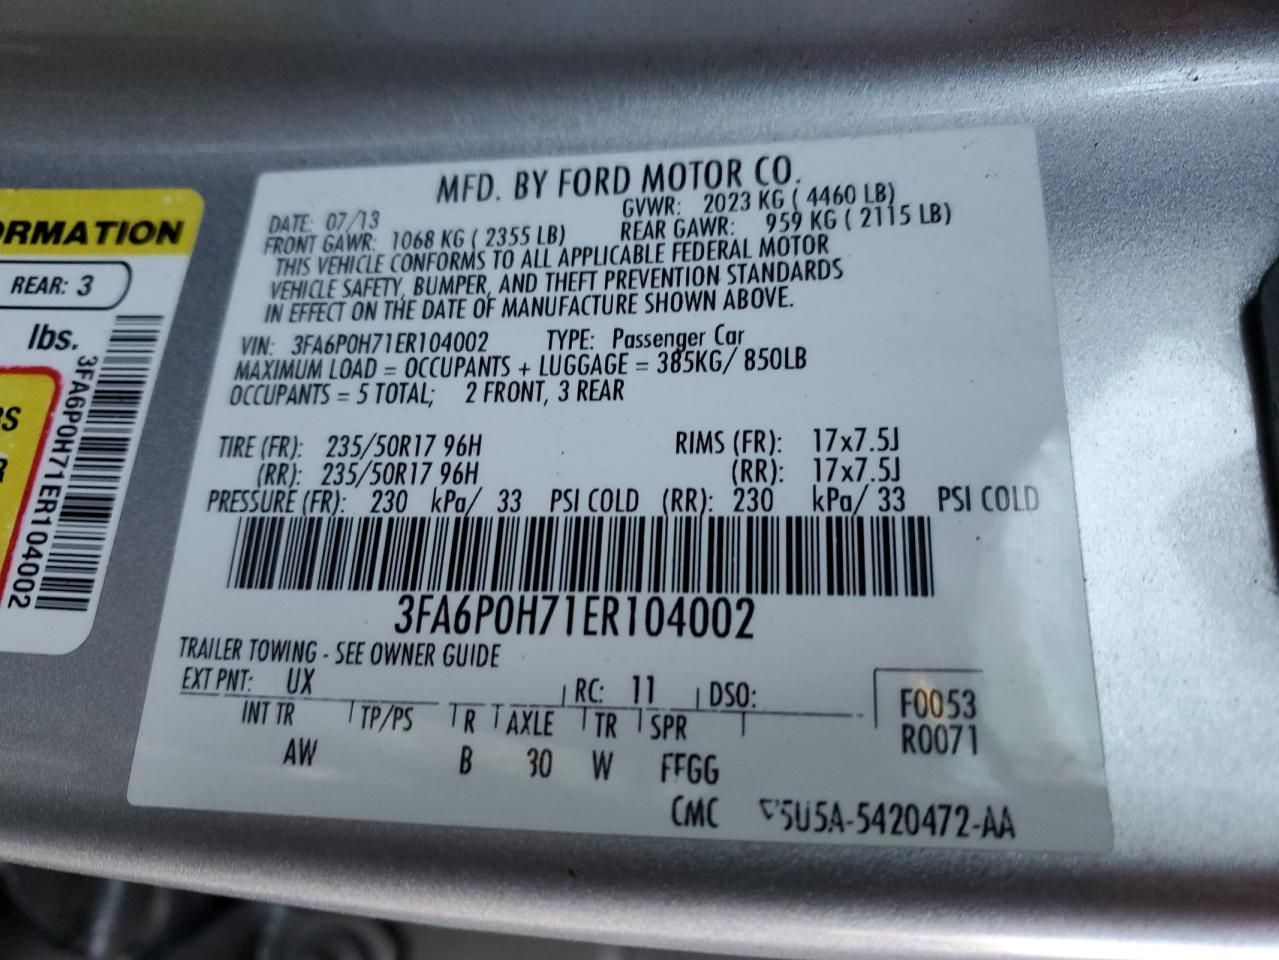 MFD. BY FORD MOTOR CO.
DATE: 07/13 GVWR: 2023 KG ( 4460 LB)
FRONT GAWR: 1068 KG ( 2355 LB) REAR GAWR: 959 KG ( 2115 LB)
THIS VEHICLE CONFORMS TO ALL APPLICABLE FEDERAL MOTOR
VEHICLE SAFETY, BUMPER, AND THEFT PREVENTION STANDARDS
IN EFFECT ON THE DATE OF MANUFACTURE SHOWN ABOVE.
VIN: 3FA6P0H71ER104002 TYPE: Passenger Car
MAXIMUM LOAD = OCCUPANTS + LUGGAGE = 385KG/ 850LB
OCCUPANTS = 5 TOTAL; 2 FRONT, 3 REAR
TIRE (FR): 235/50R17 96H RIMS (FR): 17x7.5J
(RR): 235/50R17 96H (RR): 17x7.5J
PRESSURE (FR): 230 kPa/ 33 PSI COLD (RR): 230 kPa/ 33 PSI COLD
3FA6P0H71ER104002
TRAILER TOWING - SEE OWNER GUIDE
EXT PNT: UX RC: 11 DSO:
INT TR TP/PS R AXLE TR SPR
AW B 30 W FFGG
F0053
R0071
CMC 5U5A-5420472-AA
ORMATION
REAR: 3
lbs.
3FA6P0H71ER104002